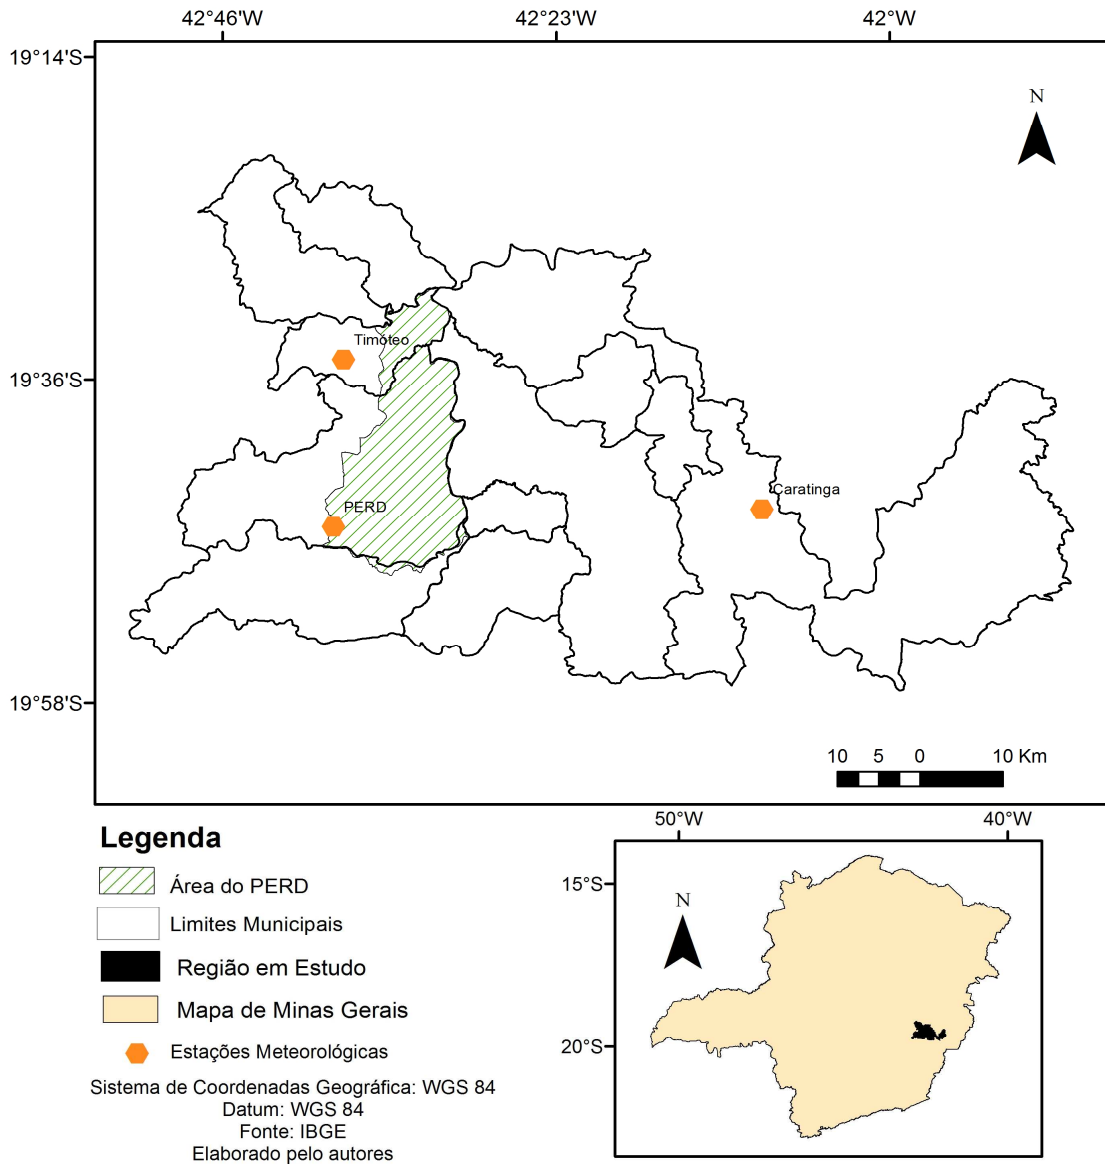 42°46'W
42°23'W
42°W
19°14'S
N
Timóteo
19°36'S
Caratinga
PERD
19°58'S
10 5 0 10 Km
Legenda
Área do PERD
Limites Municipais
Região em Estudo
Mapa de Minas Gerais
Estações Meteorológicas
Sistema de Coordenadas Geográfica: WGS 84
Datum: WGS 84
Fonte: IBGE
Elaborado pelo autores
50°W
40°W
15°S
N
20°S